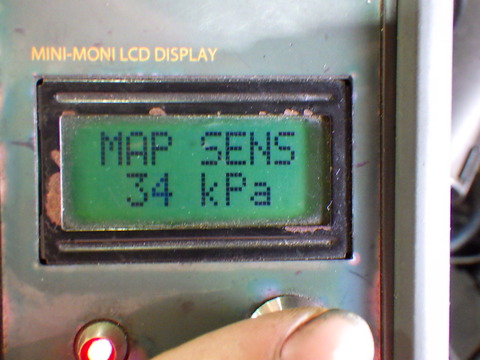 MINI-MONI LCD DISPLAY
MAP SENS
34 kPa